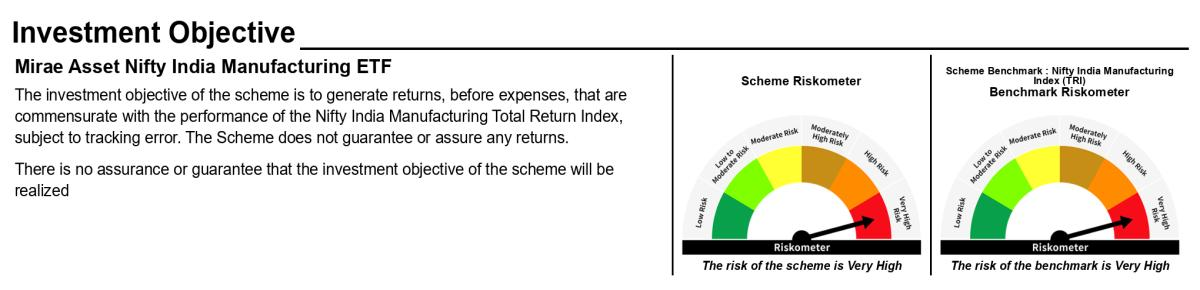 Investment Objective
Mirae Asset Nifty India Manufacturing ETF
The investment objective of the scheme is to generate returns, before expenses, that are
commensurate with the performance of the Nifty India Manufacturing Total Return Index,
subject to tracking error. The Scheme does not guarantee or assure any returns.
There is no assurance or guarantee that the investment objective of the scheme will be
realized
Scheme Riskometer
Low Risk
Low to
Moderate Risk
Moderate Risk
Moderately
High Risk
High Risk
Very High
Risk
Riskometer
The risk of the scheme is Very High
Scheme Benchmark : Nifty India Manufacturing
Index (TRI)
Benchmark Riskometer
Low Risk
Low to
Moderate Risk
Moderate Risk
Moderately
High Risk
High Risk
Very High
Risk
Riskometer
The risk of the benchmark is Very High